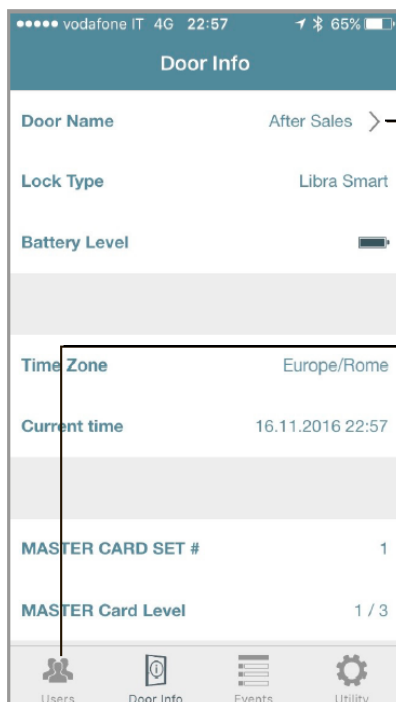 vodafone IT 4G 22:57 65%
Door Info
Door Name After Sales
Lock Type Libra Smart
Battery Level
Time Zone Europe/Rome
Current time 16.11.2016 22:57
MASTER CARD SET # 1
MASTER Card Level 1 / 3
Users Door Info Events Utility